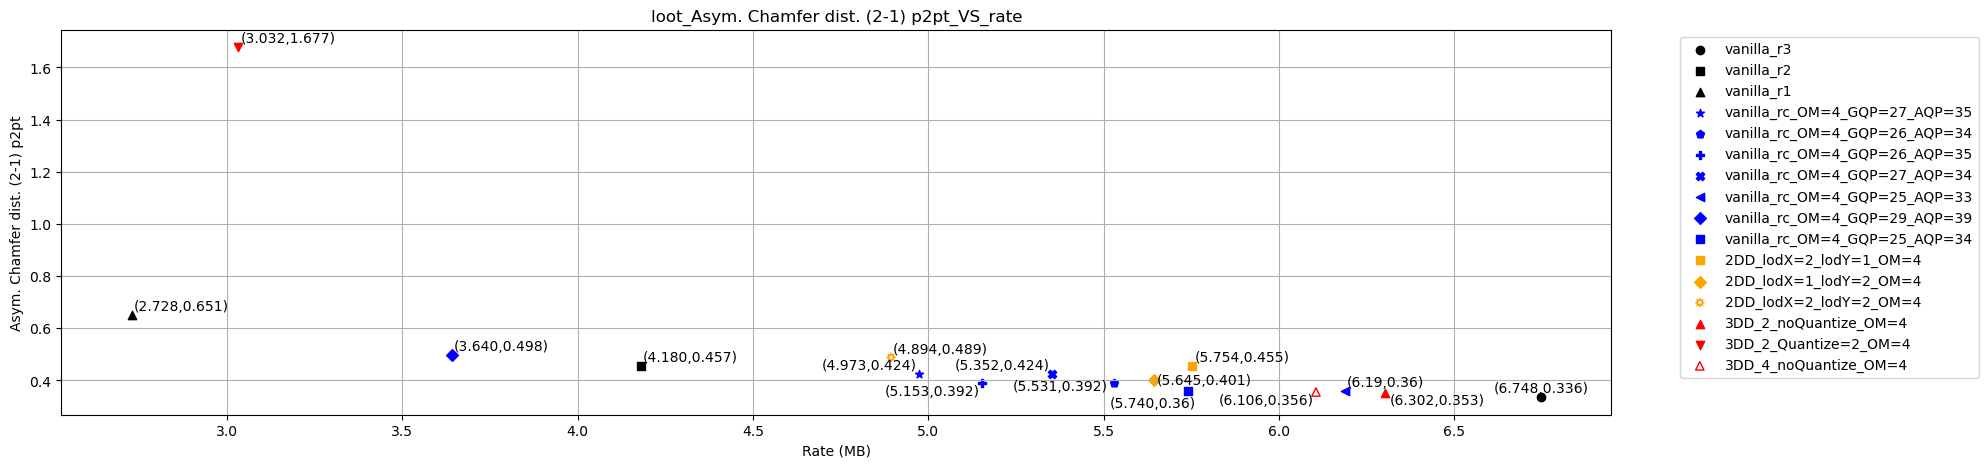 loot_Asym. Chamfer dist. (2-1) p2pt_VS_rate
Asym. Chamfer dist. (2-1) p2pt
1.6
1.4
1.2
1.0
0.8
0.6
0.4
(3.032,1.677)
(2.728,0.651)
(3.640,0.498)
(4.180,0.457)
(4.894,0.489)
(4.973,0.424)
(5.352,0.424)
(5.754,0.455)
(5.153,0.392)
(5.531,0.392)
(5.645,0.401)
(5.740,0.36)
(6.106,0.356)
(6.19,0.36)
(6.302,0.353)
(6.748,0.336)
3.0
3.5
4.0
4.5
5.0
5.5
6.0
6.5
Rate (MB)
vanilla_r3
vanilla_r2
vanilla_r1
vanilla_rc_OM=4_GQP=27_AQP=35
vanilla_rc_OM=4_GQP=26_AQP=34
vanilla_rc_OM=4_GQP=26_AQP=35
vanilla_rc_OM=4_GQP=27_AQP=34
vanilla_rc_OM=4_GQP=25_AQP=33
vanilla_rc_OM=4_GQP=29_AQP=39
vanilla_rc_OM=4_GQP=25_AQP=34
2DD_lodX=2_lodY=1_OM=4
2DD_lodX=1_lodY=2_OM=4
2DD_lodX=2_lodY=2_OM=4
3DD_2_noQuantize_OM=4
3DD_2_Quantize=2_OM=4
3DD_4_noQuantize_OM=4